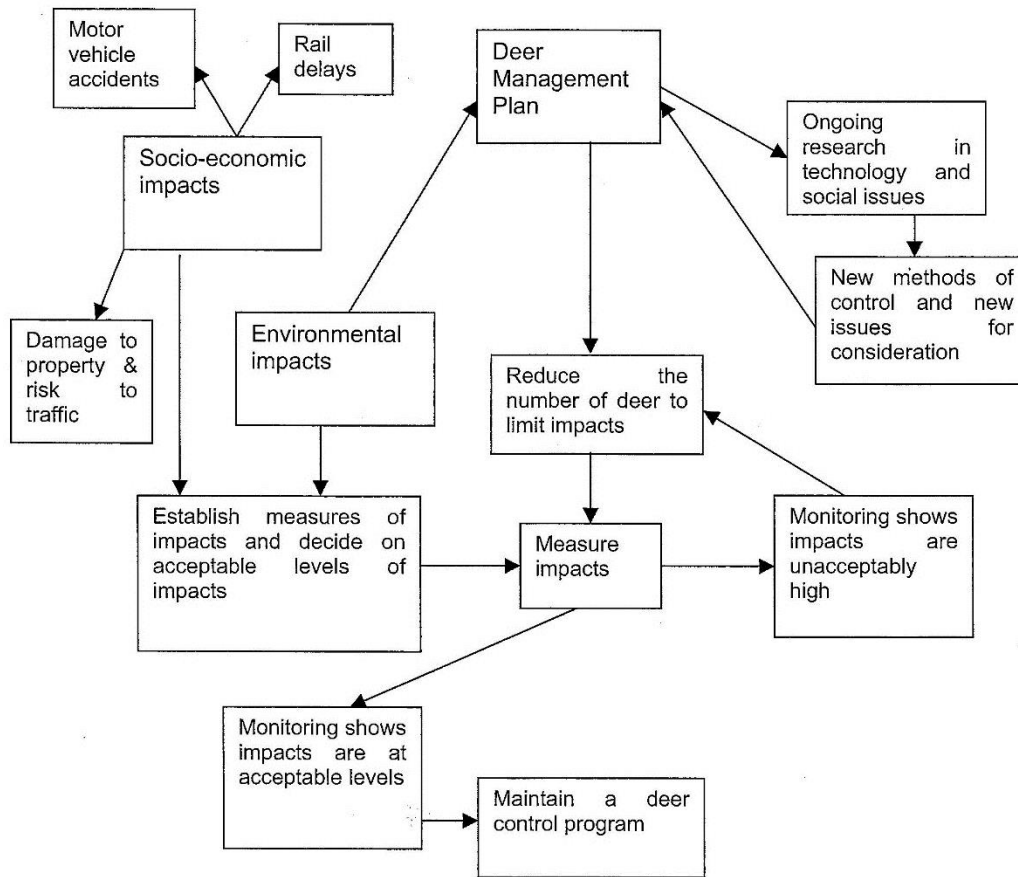 Motor
vehicle
accidents
Rail
delays
Deer
Management
Plan
Ongoing
research in
technology and
social issues
Socio-economic
impacts
New methods of
control and new
issues for
consideration
Damage to
property &
risk to
traffic
Environmental
impacts
Reduce the
number of deer to
limit impacts
Establish measures of
impacts and decide on
acceptable levels of
impacts
Measure
impacts
Monitoring shows
impacts are
unacceptably
high
Monitoring shows
impacts are at
acceptable levels
Maintain a deer
control program